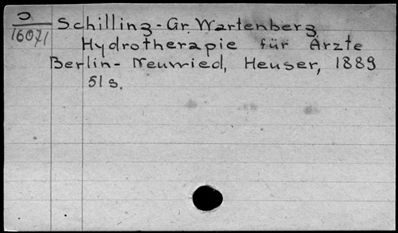 Schilling-Gr. Wartenberg
16071
Hydrotherapie für Ärzte
Berlin-Neuwied, Heuser, 1889
51 s.